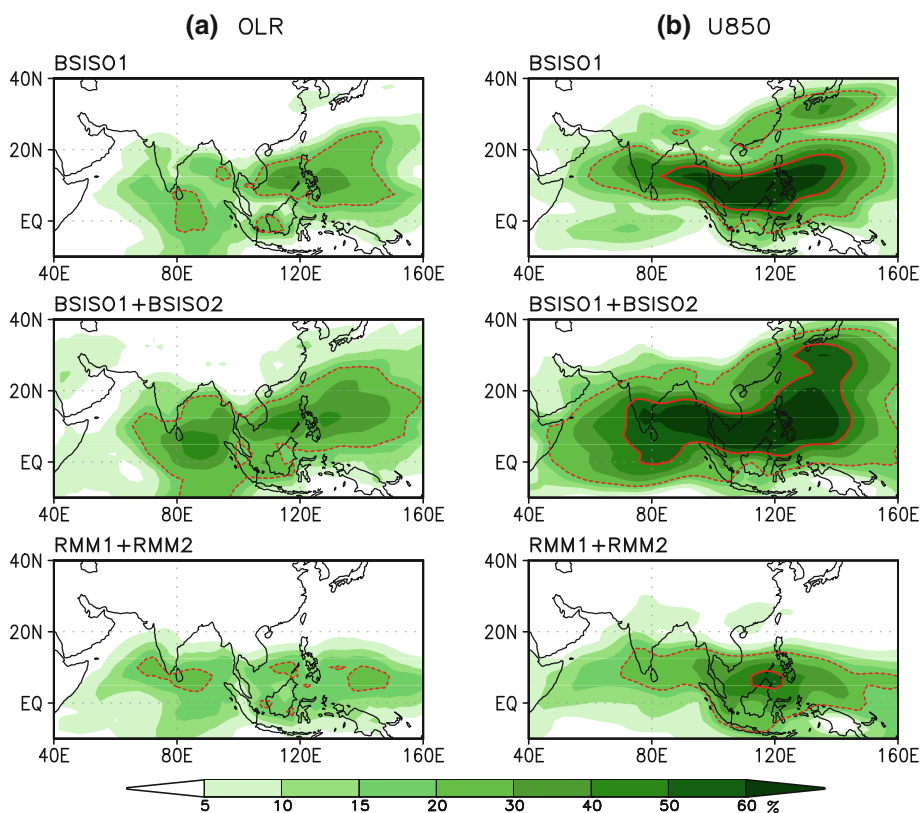 (a) OLR
(b) U850
BSISO1
BSISO1
40N
20N
EQ
40E 80E 120E 160E
40N
20N
EQ
40E 80E 120E 160E
BSISO1+BSISO2
BSISO1+BSISO2
40N
20N
EQ
40E 80E 120E 160E
40N
20N
EQ
40E 80E 120E 160E
RMM1+RMM2
RMM1+RMM2
40N
20N
EQ
40E 80E 120E 160E
40N
20N
EQ
40E 80E 120E 160E
5 10 15 20 30 40 50 60 %